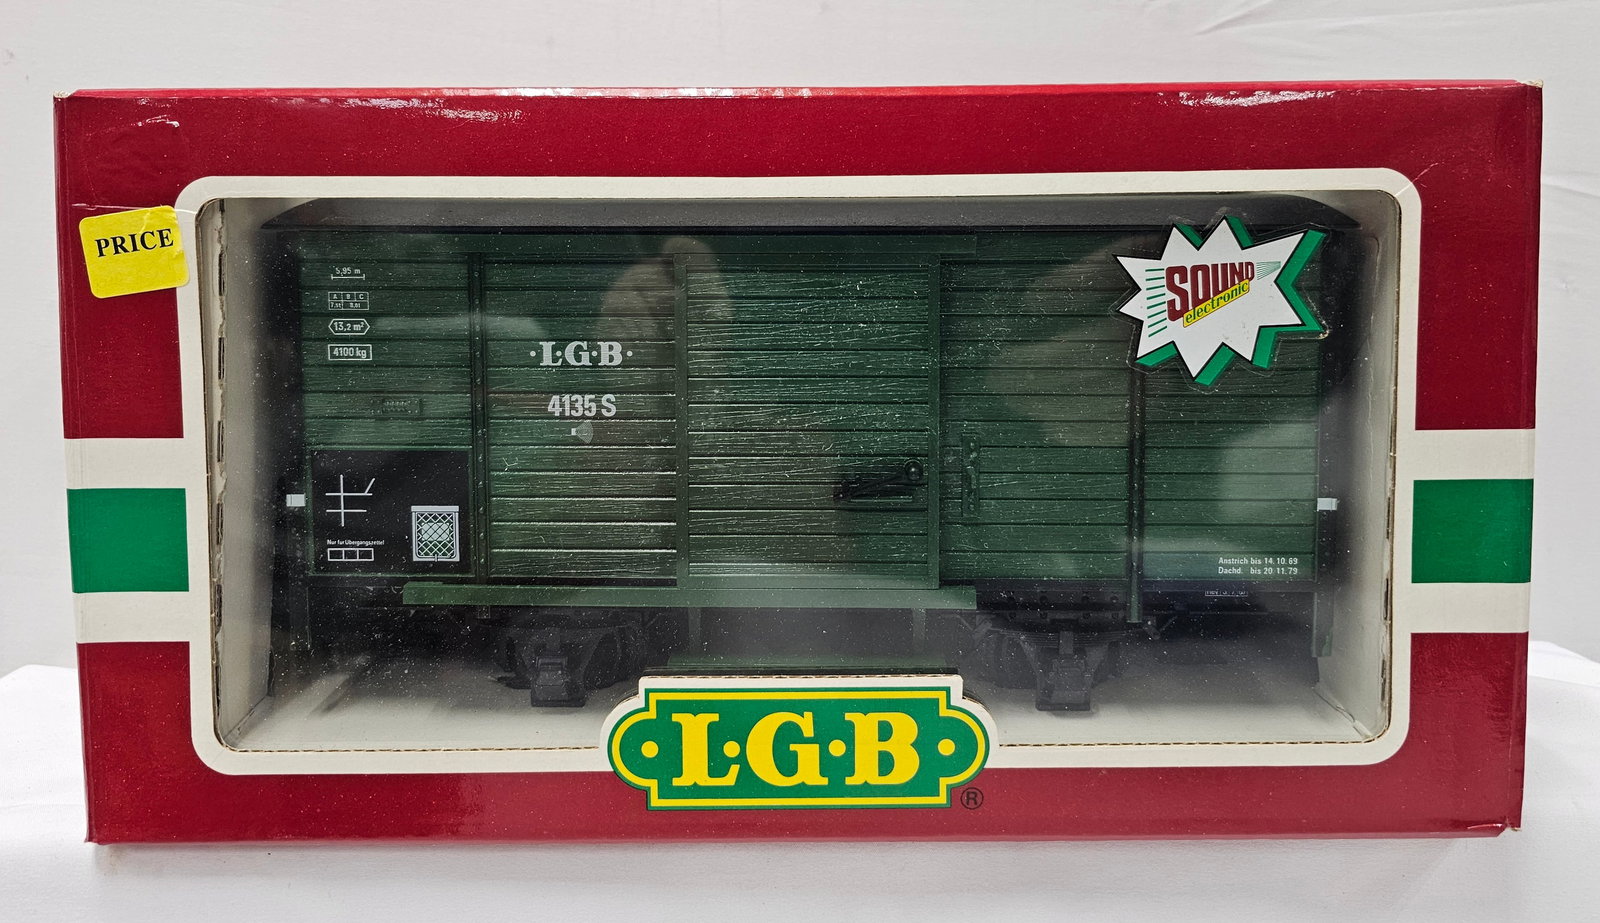 PRICE
5,95 m
A B C
13,2 m²
4100 kg
·L·G·B·
4135 S
Nur für Übergangszettel
SOUND
electronic
Anstrich bis 14.10.69
Dachd. bis 20.11.79
·L·G·B·
®